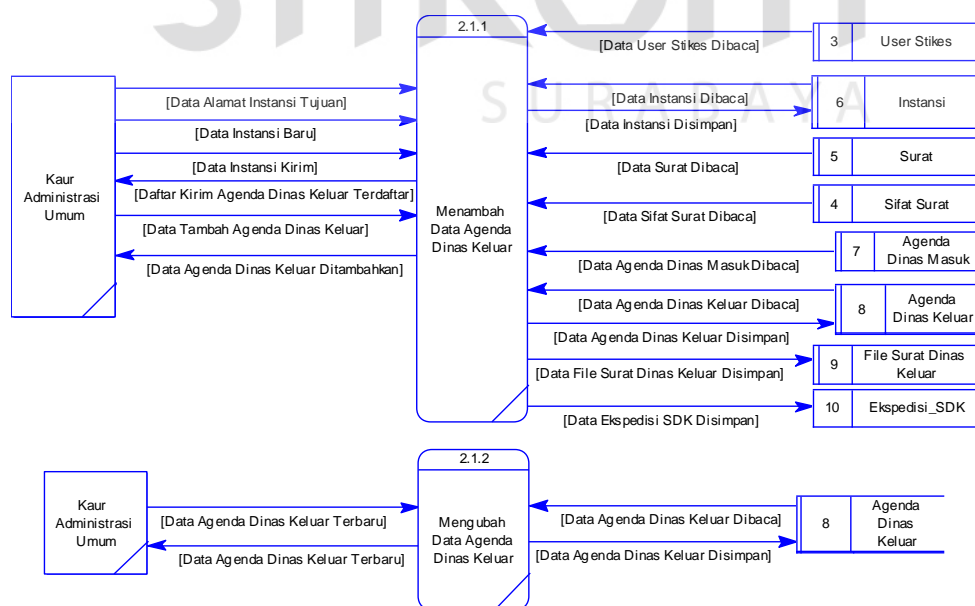 STIKOM
SURABAYA
2.1.1
[Data User Stikes Dibaca]
3
User Stikes
[Data Alamat Instansi Tujuan]
[Data Instansi Dibaca]
6
Instansi
[Data Instansi Baru]
[Data Instansi Disimpan]
[Data Instansi Kirim]
[Data Surat Dibaca]
5
Surat
Kaur
Administrasi
Umum
[Daftar Kirim Agenda Dinas Keluar Terdaftar]
Menambah
Data Agenda
Dinas Keluar
[Data Sifat Surat Dibaca]
4
Sifat Surat
[Data Tambah Agenda Dinas Keluar]
[Data Agenda Dinas Keluar Ditambahkan]
[Data Agenda Dinas Masuk Dibaca]
7
Agenda
Dinas Masuk
[Data Agenda Dinas Keluar Dibaca]
8
Agenda
Dinas Keluar
[Data Agenda Dinas Keluar Disimpan]
[Data File Surat Dinas Keluar Disimpan]
9
File Surat Dinas
Keluar
[Data Ekspedisi SDK Disimpan]
10
Ekspedisi_SDK
2.1.2
Kaur
Administrasi
Umum
[Data Agenda Dinas Keluar Terbaru]
[Data Agenda Dinas Keluar Terbaru]
Mengubah
Data Agenda
Dinas Keluar
[Data Agenda Dinas Keluar Dibaca]
[Data Agenda Dinas Keluar Disimpan]
8
Agenda
Dinas
Keluar